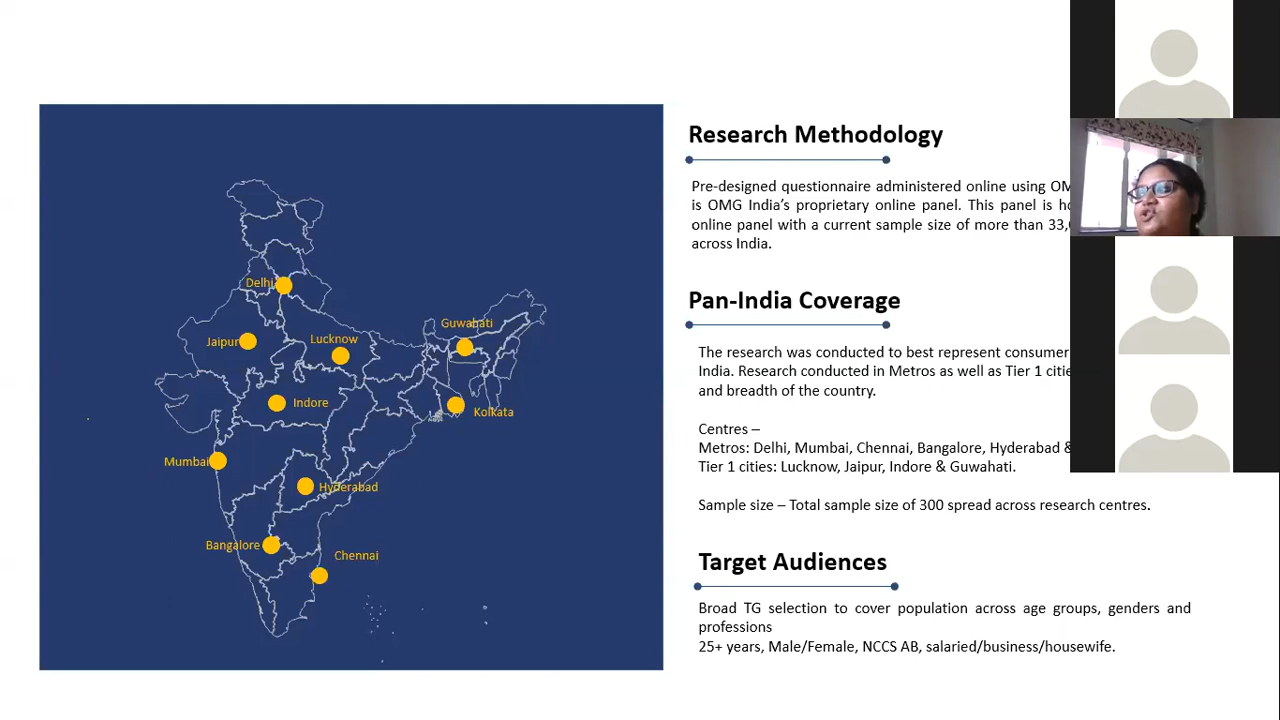 Delhi
Jaipur
Lucknow
Guwahati
Indore
Kolkata
Mumbai
Hyderabad
Bangalore
Chennai
Research Methodology
Pre-designed questionnaire administered online using
is OMG India's proprietary online panel. This panel is
online panel with a current sample size of more than
across India.
Pan-India Coverage
The research was conducted to best represent consumer
India. Research conducted in Metros as well as Tier 1
and breadth of the country.
Centres –
Metros: Delhi, Mumbai, Chennai, Bangalore, Hyderabad &
Tier 1 cities: Lucknow, Jaipur, Indore & Guwahati.
Sample size – Total sample size of 300 spread across research centres.
Target Audiences
Broad TG selection to cover population across age groups, genders and
professions
25+ years, Male/Female, NCCS AB, salaried/business/housewife.